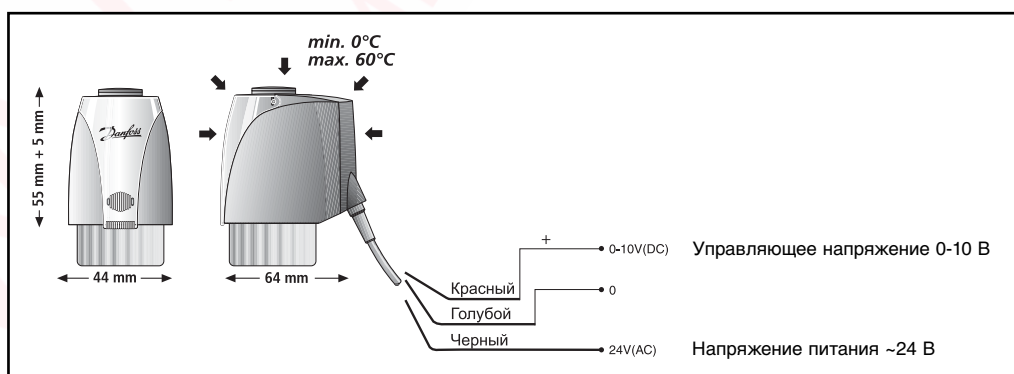 min. 0°C
max. 60°C
55 mm + 5 mm
Danfoss
44 mm
64 mm
+
0-10V(DC)
Управляющее напряжение 0-10 В
Красный
0
Голубой
Черный
24V(AC)
Напряжение питания ~24 В